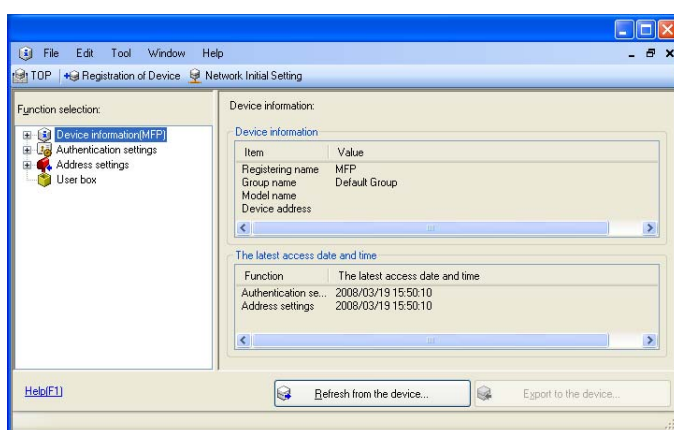 File Edit Tool Window Help
TOP Registration of Device Network Initial Setting
Function selection:
Device information(MFP)
Authentication settings
Address settings
User box
Device information:
Device information
Item Value
Registering name MFP
Group name Default Group
Model name
Device address
The latest access date and time
Function The latest access date and time
Authentication se... 2008/03/19 15:50:10
Address settings 2008/03/19 15:50:10
Help(F1)
Refresh from the device...
Export to the device...